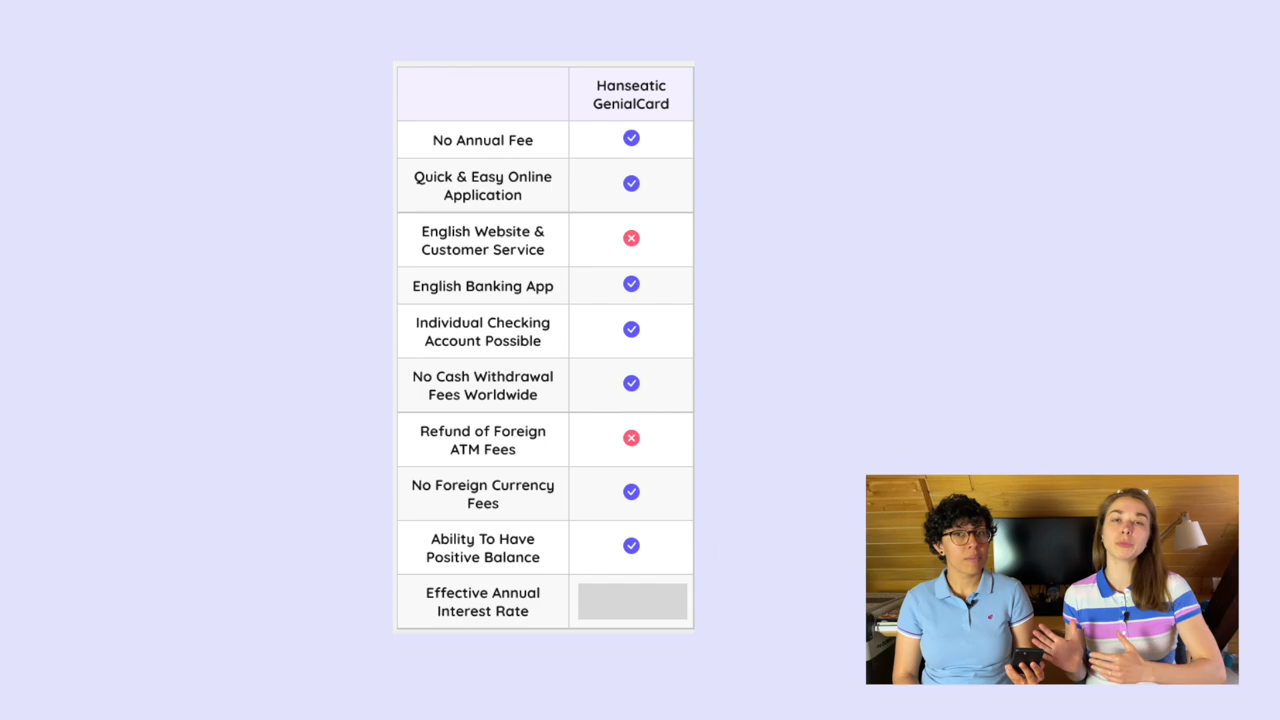 Hanseatic
GenialCard
No Annual Fee
Quick & Easy Online
Application
English Website &
Customer Service
English Banking App
Individual Checking
Account Possible
No Cash Withdrawal
Fees Worldwide
Refund of Foreign
ATM Fees
No Foreign Currency
Fees
Ability To Have
Positive Balance
Effective Annual
Interest Rate